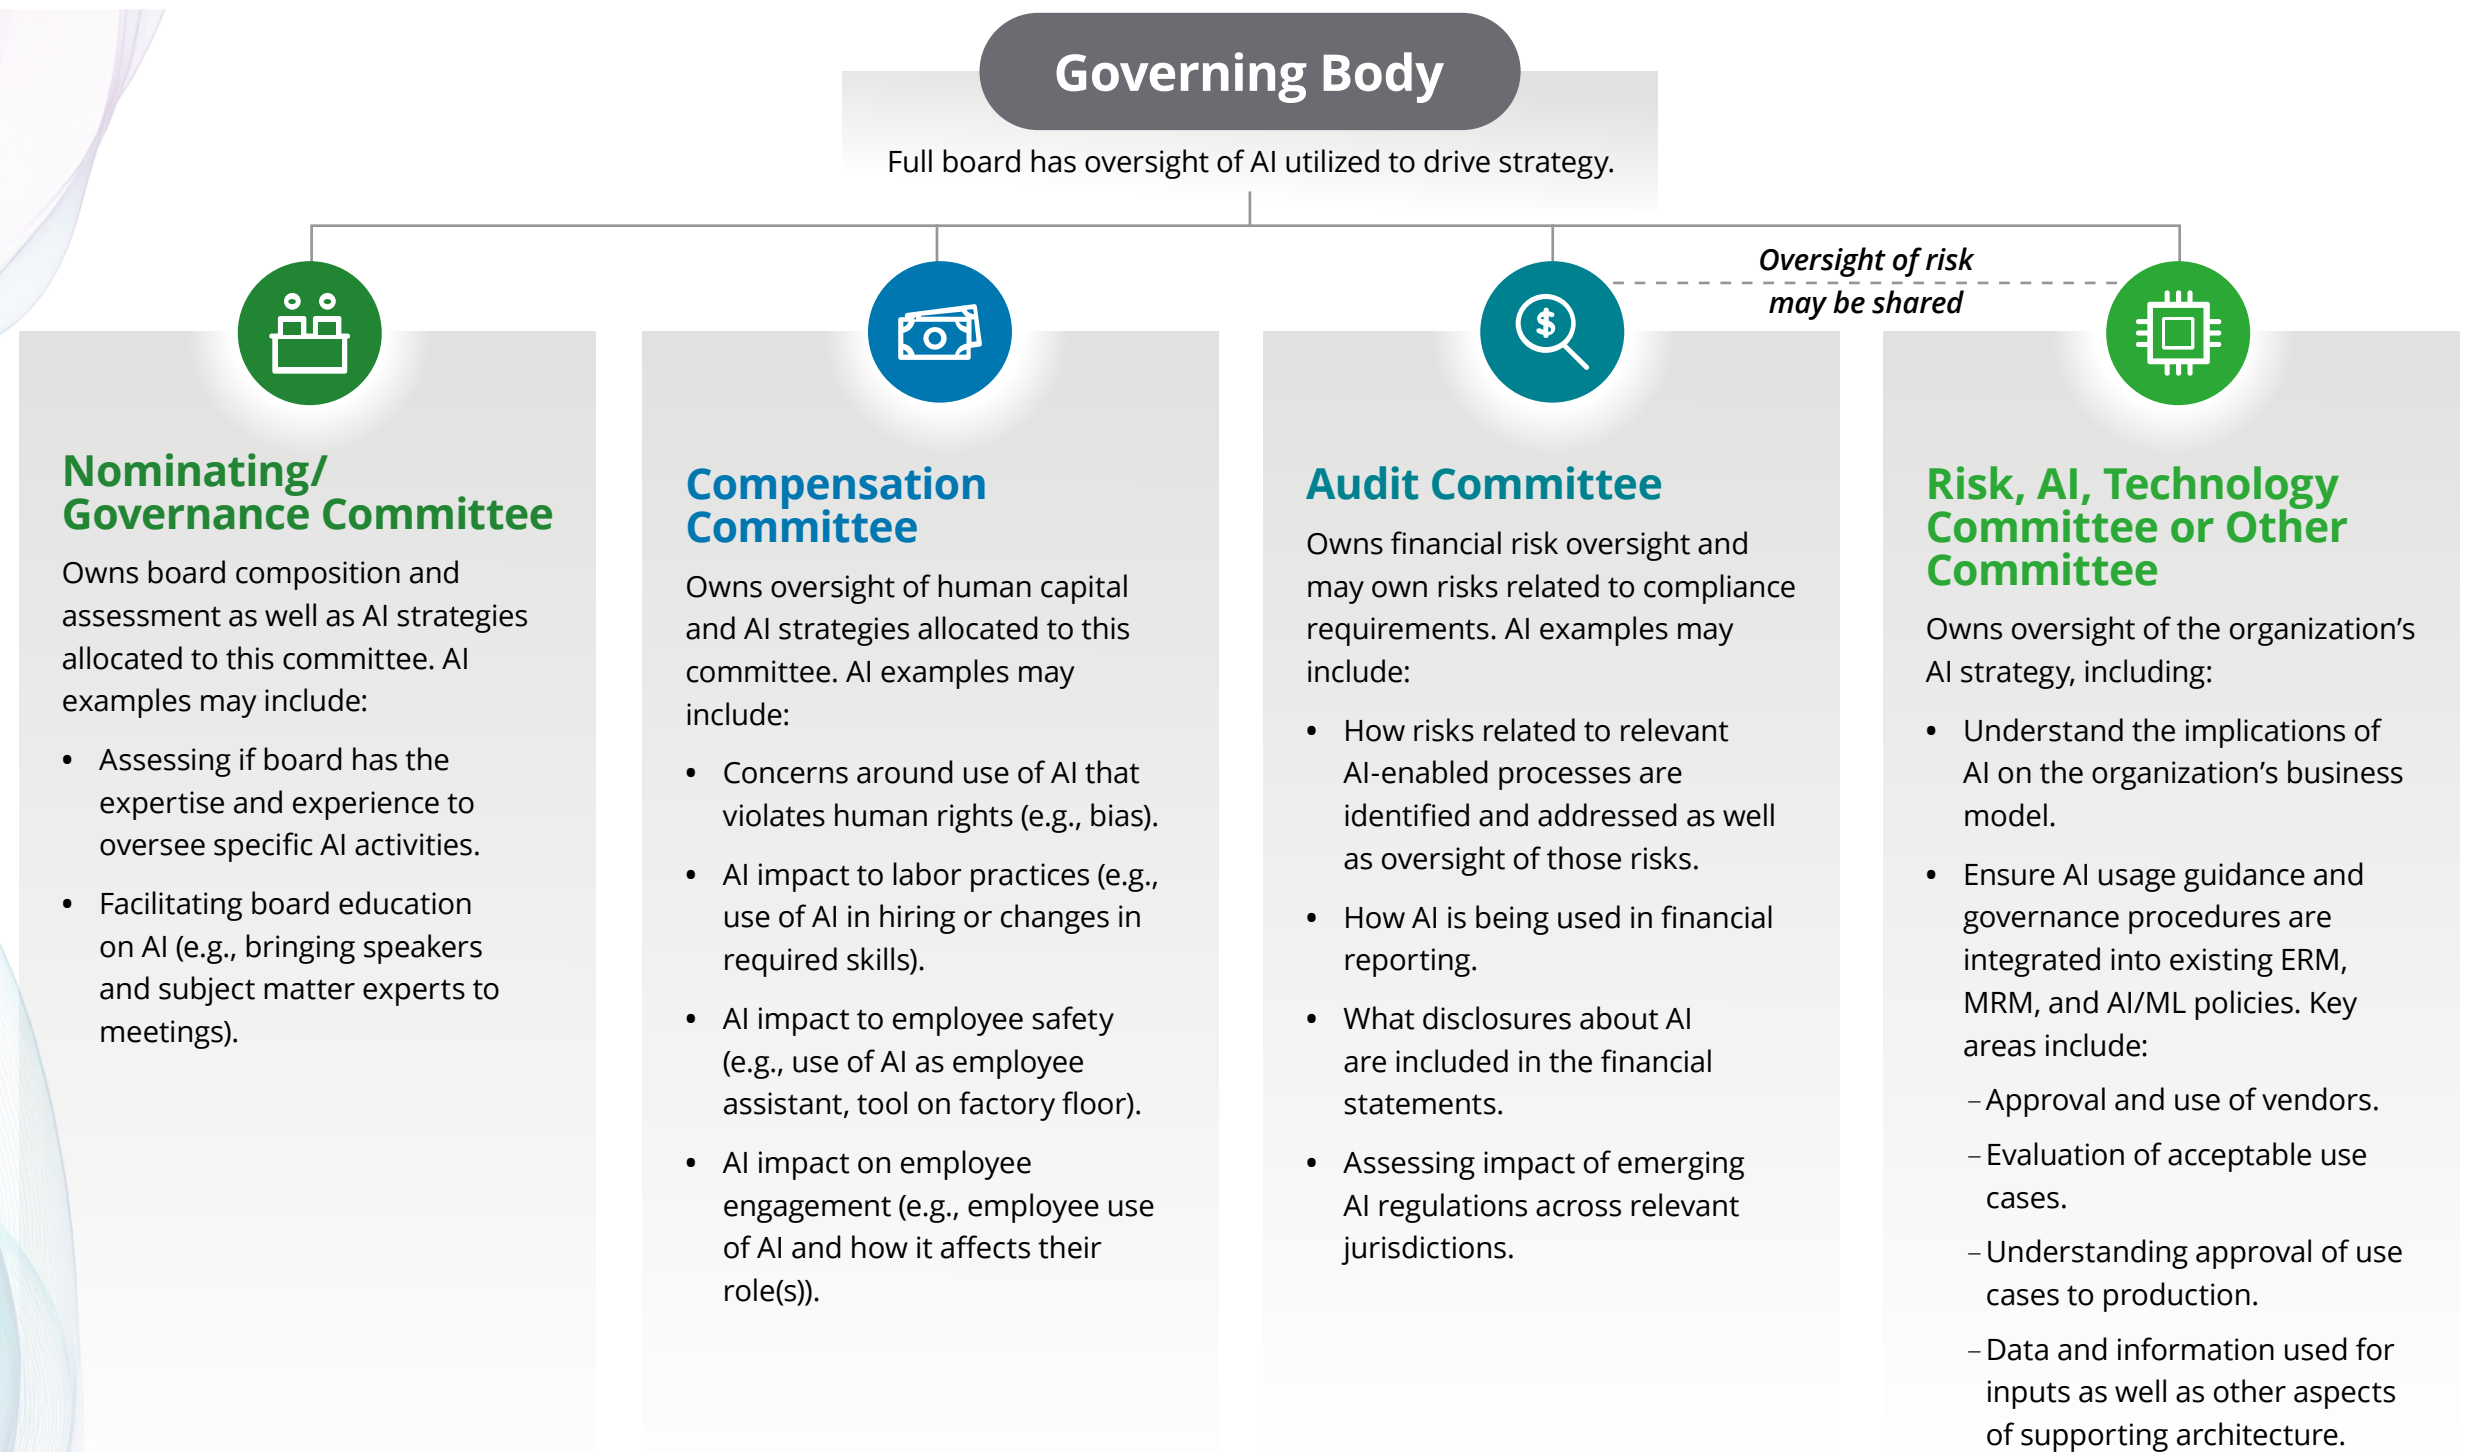 Governing Body
Full board has oversight of AI utilized to drive strategy.
Oversight of risk
may be shared
Nominating/
Governance Committee
Owns board composition and
assessment as well as AI strategies
allocated to this committee. AI
examples may include:
• Assessing if board has the
expertise and experience to
oversee specific AI activities.
• Facilitating board education
on AI (e.g., bringing speakers
and subject matter experts to
meetings).
Compensation
Committee
Owns oversight of human capital
and AI strategies allocated to this
committee. AI examples may
include:
• Concerns around use of AI that
violates human rights (e.g., bias).
• AI impact to labor practices (e.g.,
use of AI in hiring or changes in
required skills).
• AI impact to employee safety
(e.g., use of AI as employee
assistant, tool on factory floor).
• AI impact on employee
engagement (e.g., employee use
of AI and how it affects their
role(s)).
$
Audit Committee
Owns financial risk oversight and
may own risks related to compliance
requirements. AI examples may
include:
• How risks related to relevant
AI-enabled processes are
identified and addressed as well
as oversight of those risks.
• How AI is being used in financial
reporting.
• What disclosures about AI
are included in the financial
statements.
• Assessing impact of emerging
AI regulations across relevant
jurisdictions.
Risk, AI, Technology
Committee or Other
Committee
Owns oversight of the organization’s
AI strategy, including:
• Understand the implications of
AI on the organization’s business
model.
• Ensure AI usage guidance and
governance procedures are
integrated into existing ERM,
MRM, and AI/ML policies. Key
areas include:
– Approval and use of vendors.
– Evaluation of acceptable use
cases.
– Understanding approval of use
cases to production.
– Data and information used for
inputs as well as other aspects
of supporting architecture.